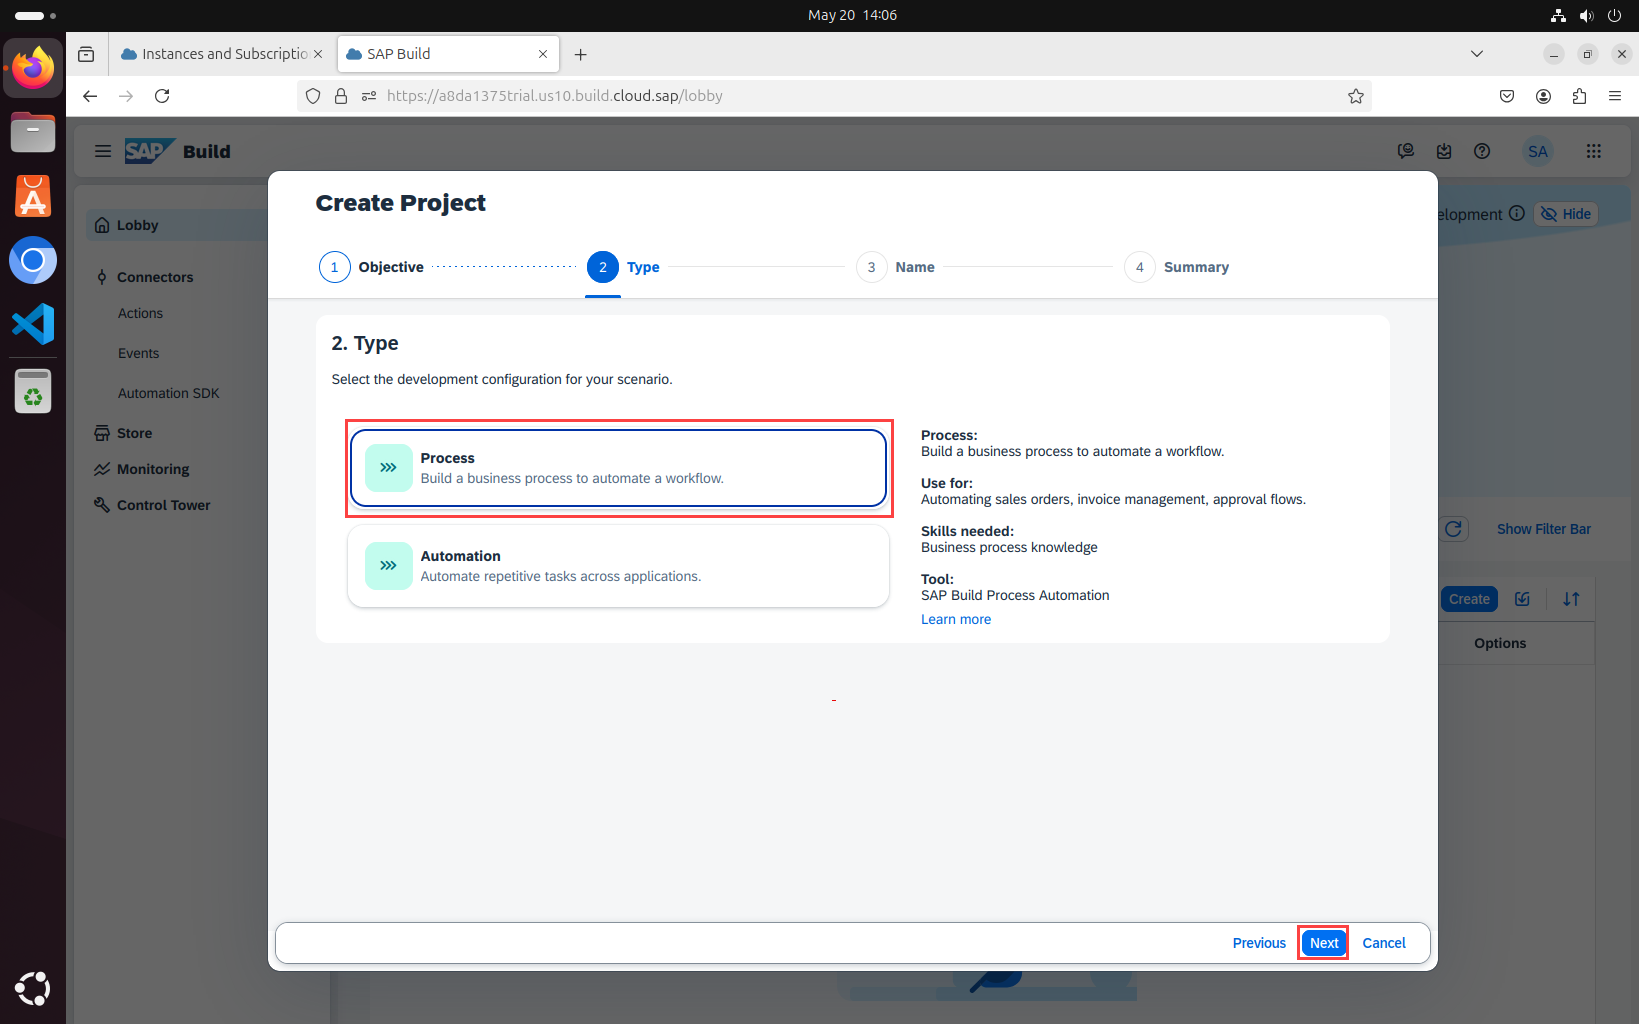 May 20 14:06
Instances and Subscriptio
SAP Build
https://a8da1375trial.us10.build.cloud.sap/lobby
SAP Build
SA
Lobby
Connectors
Actions
Events
Automation SDK
Store
Monitoring
Control Tower
elopment
Hide
Show Filter Bar
Create
Options
Create Project
1 Objective
2 Type
3 Name
4 Summary
2. Type
Select the development configuration for your scenario.
Process
Build a business process to automate a workflow.
Automation
Automate repetitive tasks across applications.
Process:
Build a business process to automate a workflow.
Use for:
Automating sales orders, invoice management, approval flows.
Skills needed:
Business process knowledge
Tool:
SAP Build Process Automation
Learn more
Previous
Next
Cancel